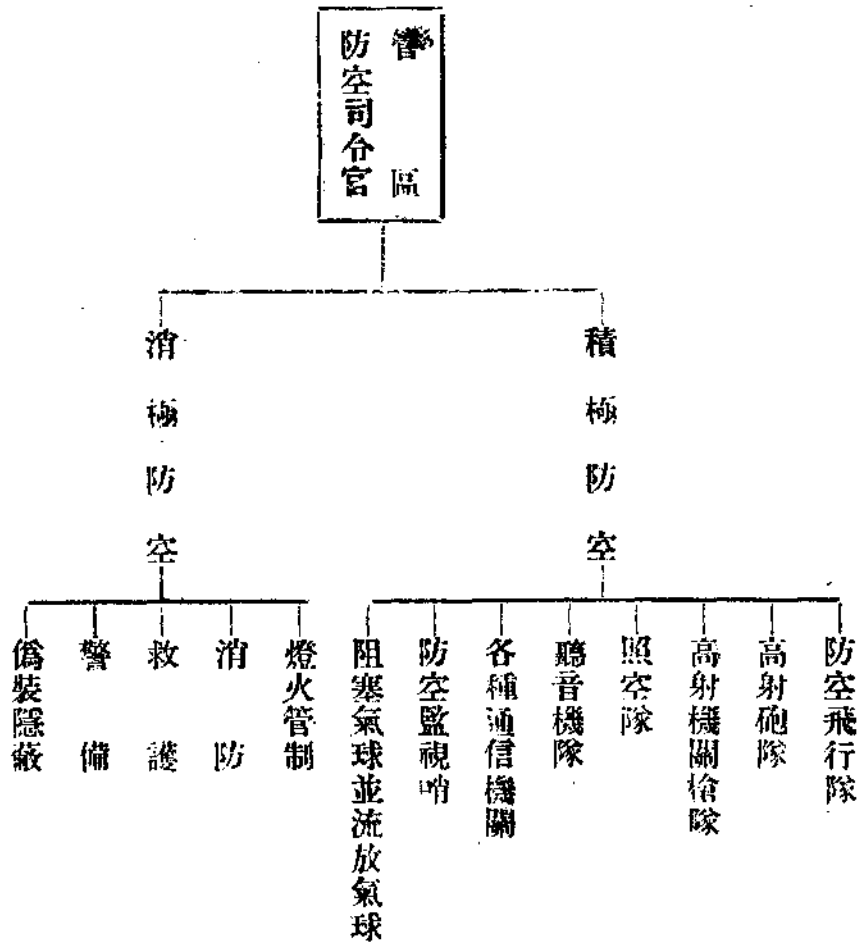 管區
防空司令官
積極防空
消極防空
防空飛行隊
高射砲隊
高射機關槍隊
照空隊
聽音機隊
各種通信機關
防空監視哨
阻塞氣球並流放氣球
燈火管制
消防
救護
警備
僞裝隱蔽